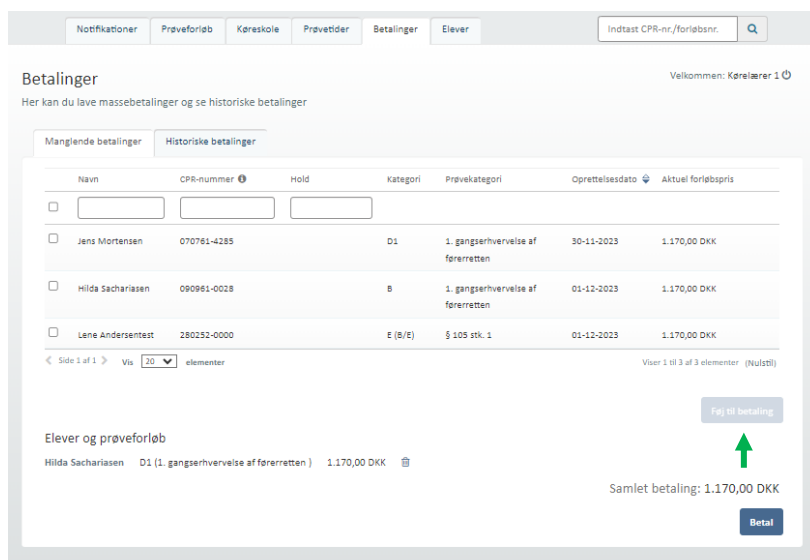 Notifikationer Prøveforløb Køreskole Prøvetider Betalinger Elever Indtast CPR-nr./forløbsnr.
Betalinger
Velkommen: Kørelærer 1
Her kan du lave massebetalinger og se historiske betalinger
Manglende betalinger Historiske betalinger
Navn CPR-nummer Hold Kategori Prøvekategori Oprettelsesdato Aktuel forløbspris
Jens Mortensen 070761-4285 D1 1. gangserhvervelse af 30-11-2023 1.170,00 DKK
førerretten
Hilda Sachariasen 090961-0028 B 1. gangserhvervelse af 01-12-2023 1.170,00 DKK
førerretten
Lene Andersentest 280252-0000 E (B/E) § 105 stk. 1 01-12-2023 1.170,00 DKK
Side 1 af 1 Vis 20 elementer Viser 1 til 3 af 3 elementer (Nulstil)
Føj til betaling
Elever og prøveforløb
Hilda Sachariasen D1 (1. gangserhvervelse af førerretten ) 1.170,00 DKK
Samlet betaling: 1.170,00 DKK
Betal